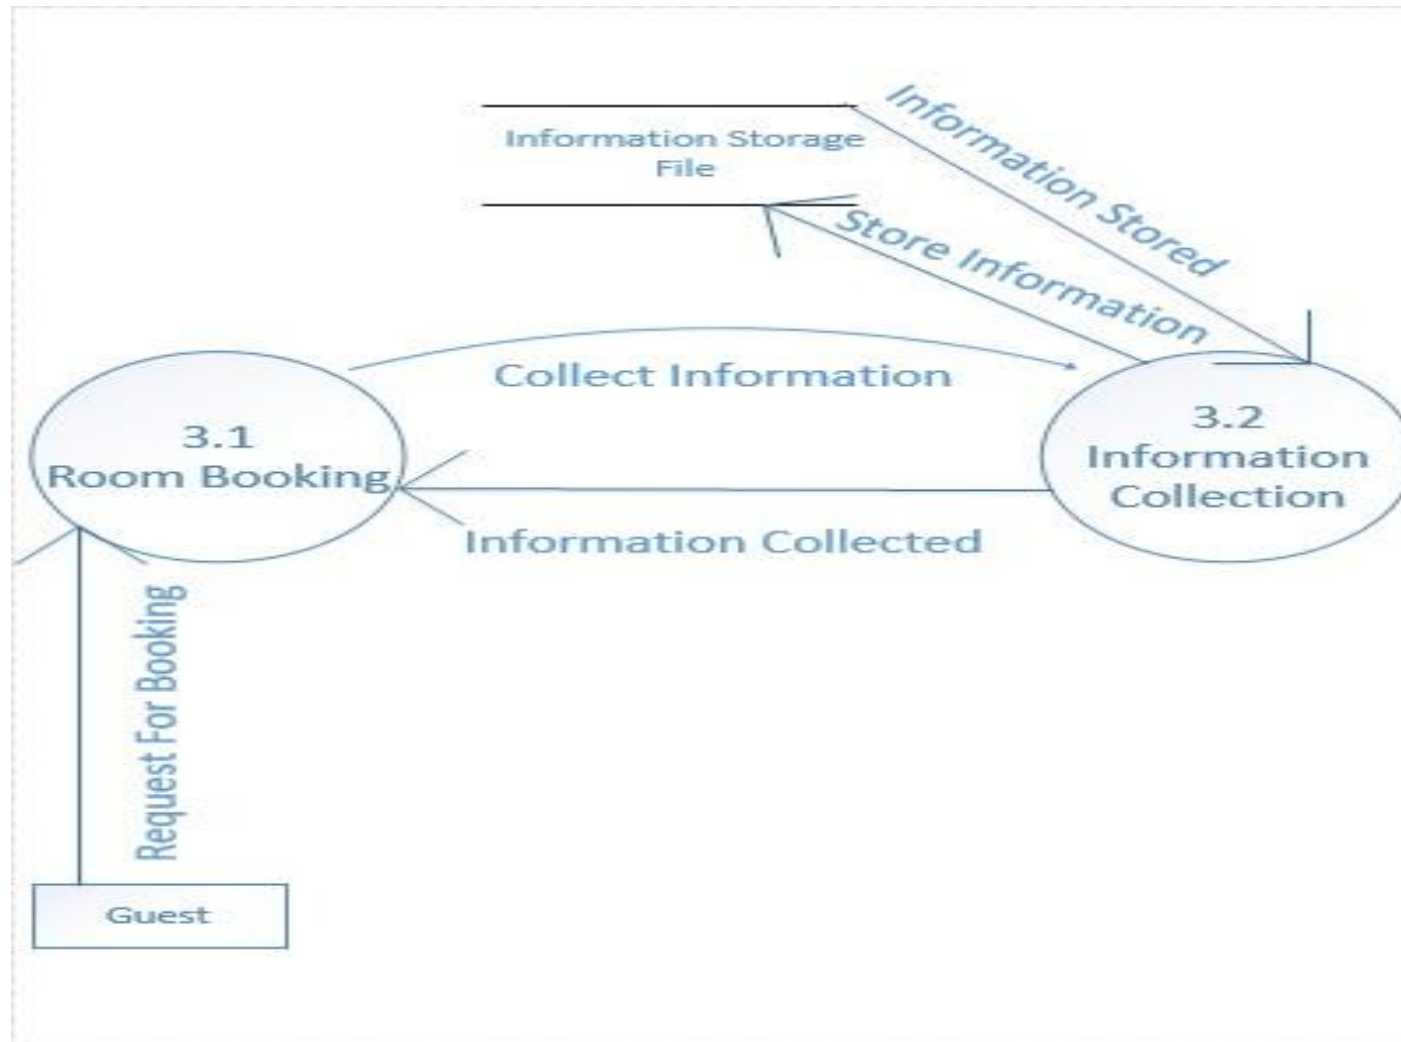 Information Storage
File
Information Stored
Store Information
Collect Information
3.1
Room Booking
3.2
Information
Collection
Information Collected
Request For Booking
Guest